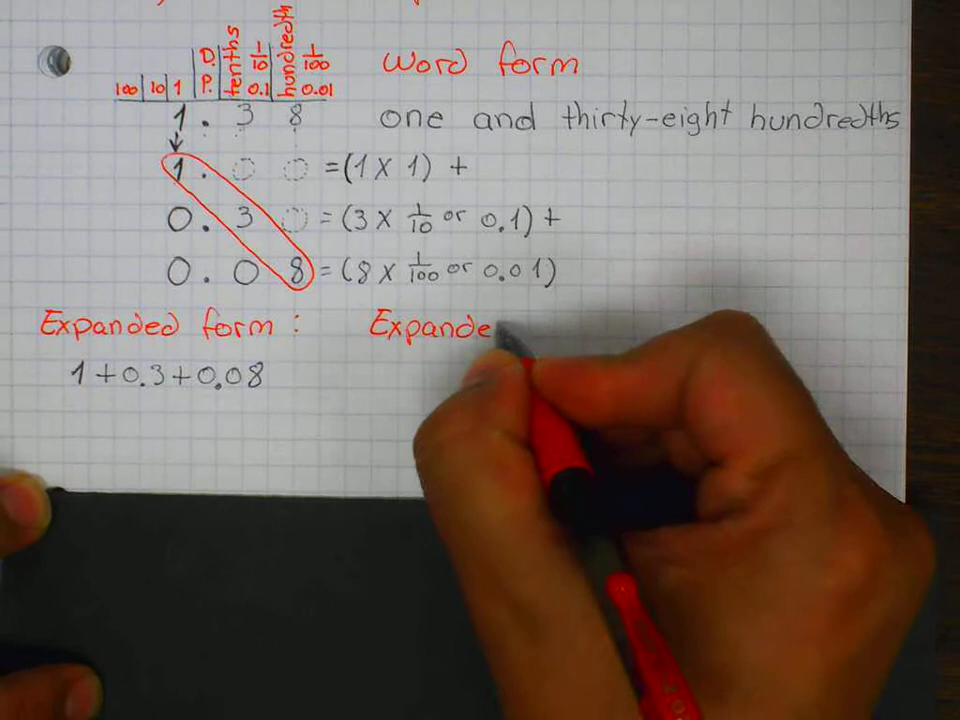 100 10 1 D.P. tenths 1/10 0.1 hundredth 1/100 0.01 Word form
1 . 3 8 one and thirty-eight hundredths
1 . 0 0 = (1 X 1) +
0 . 3 0 = (3 X 1/10 or 0.1) +
0 . 0 8 = (8 X 1/100 or 0.01)
Expanded form : Expande
1 + 0.3 + 0.08